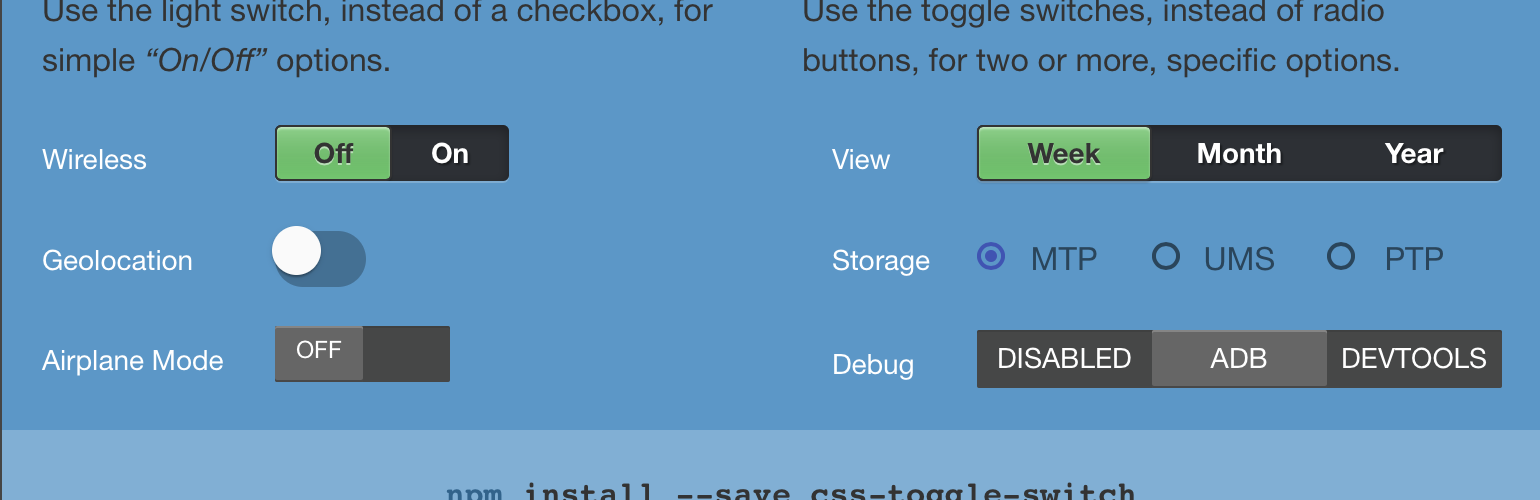 Use the light switch, instead of a checkbox, for
simple “On/Off” options.
Wireless Off On
Geolocation
Airplane Mode OFF
Use the toggle switches, instead of radio
buttons, for two or more, specific options.
View Week Month Year
Storage MTP UMS PTP
Debug DISABLED ADB DEVTOOLS
npm install --save css-toggle-switch